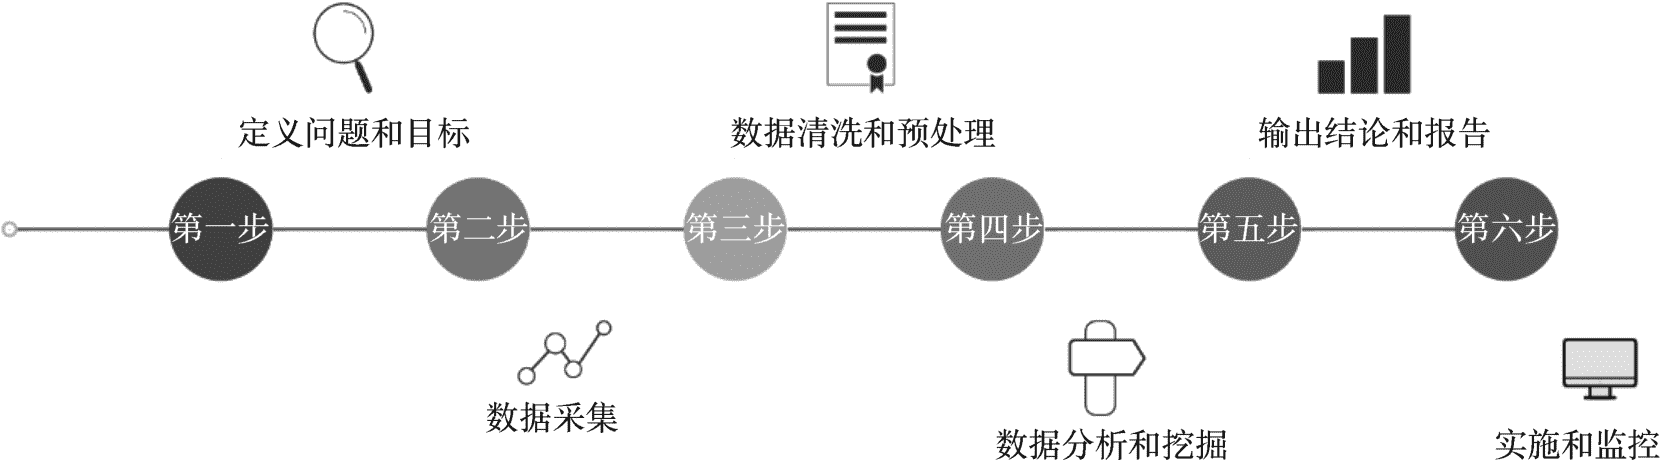 定义问题和目标
数据清洗和预处理
输出结论和报告
第一步
第二步
第三步
第四步
第五步
第六步
数据采集
数据分析和挖掘
实施和监控